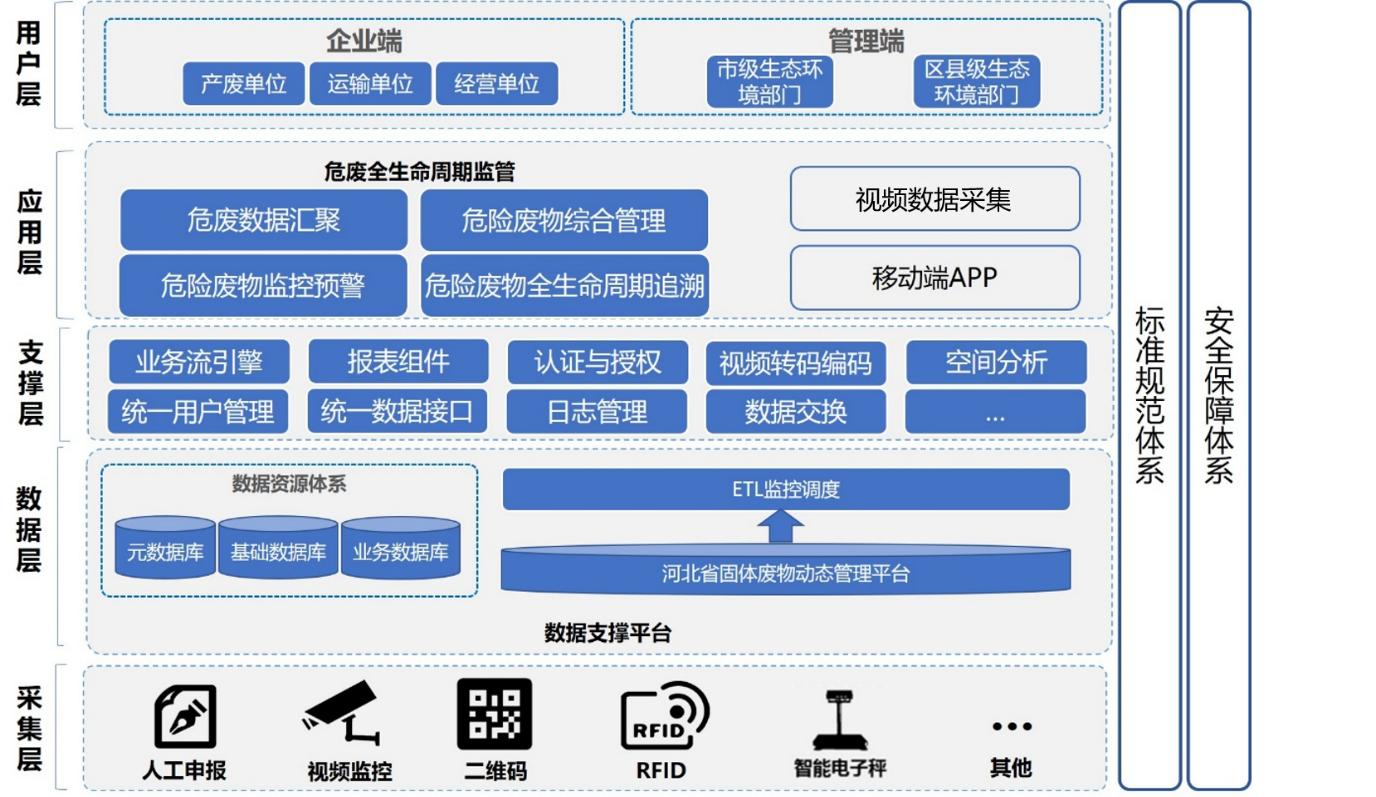 用户层
企业端
管理端
产废单位
运输单位
经营单位
市级生态环
境部门
区县级生态
环境部门
应用层
危废全生命周期监管
危废数据汇聚
危险废物综合管理
危险废物监控预警
危险废物全生命周期追溯
视频数据采集
移动端APP
支撑层
业务流引擎
报表组件
认证与授权
视频转码编码
空间分析
统一用户管理
统一数据接口
日志管理
数据交换
...
数据层
数据资源体系
元数据库
基础数据库
业务数据库
ETL监控调度
河北省固体废物动态管理平台
数据支撑平台
采集层
人工申报
视频监控
二维码
RFID
RFID
智能电子秤
...
其他
标准规范体系
安全保障体系